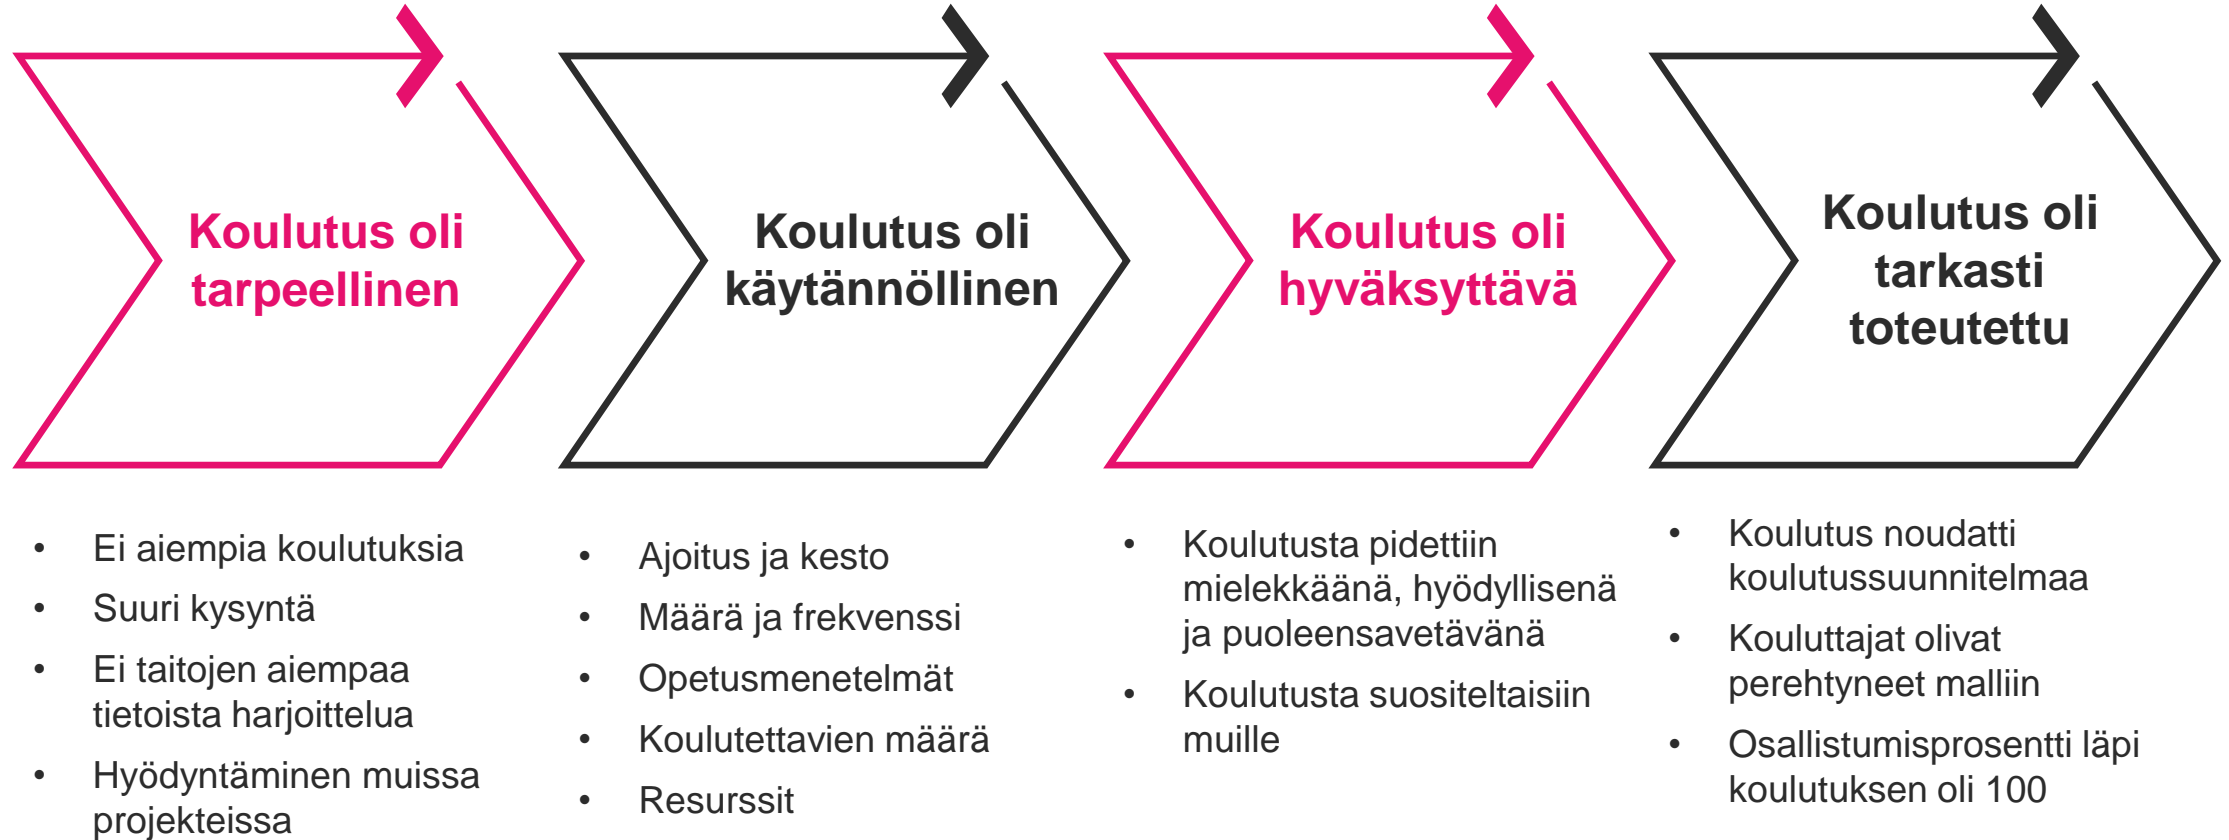 Koulutus oli
tarpeellinen
Koulutus oli
käytännöllinen
Koulutus oli
hyväksyttävä
Koulutus oli
tarkasti
toteutettu
• Ei aiempia koulutuksia
• Suuri kysyntä
• Ei taitojen aiempaa
tietoista harjoittelua
• Hyödyntäminen muissa
projekteissa
• Ajoitus ja kesto
• Määrä ja frekvenssi
• Opetusmenetelmät
• Koulutettavien määrä
• Resurssit
• Koulutusta pidettiin
mielekkäänä, hyödyllisenä
ja puoleensavetävänä
• Koulutusta suositeltaisiin
muille
• Koulutus noudatti
koulutussuunnitelmaa
• Kouluttajat olivat
perehtyneet malliin
• Osallistumisprosentti läpi
koulutuksen oli 100